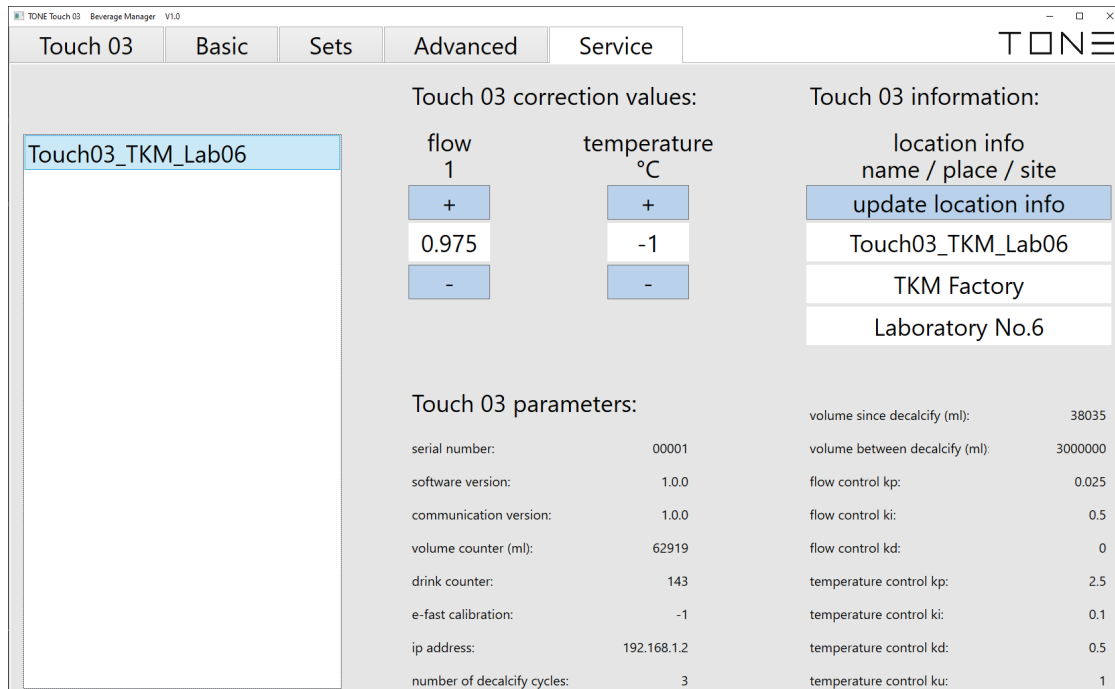 TONE Touch 03 Beverage Manager V1.0
Touch 03 Basic Sets Advanced Service
TONE
Touch03_TKM_Lab06
Touch 03 correction values:
flow temperature
1 °C
+ +
0.975 -1
- -
Touch 03 information:
location info
name / place / site
update location info
Touch03_TKM_Lab06
TKM Factory
Laboratory No.6
Touch 03 parameters:
serial number: 00001
software version: 1.0.0
communication version: 1.0.0
volume counter (ml): 62919
drink counter: 143
e-fast calibration: -1
ip address: 192.168.1.2
number of decalcify cycles: 3
volume since decalcify (ml): 38035
volume between decalcify (ml): 3000000
flow control kp: 0.025
flow control ki: 0.5
flow control kd: 0
temperature control kp: 2.5
temperature control ki: 0.1
temperature control kd: 0.5
temperature control ku: 1